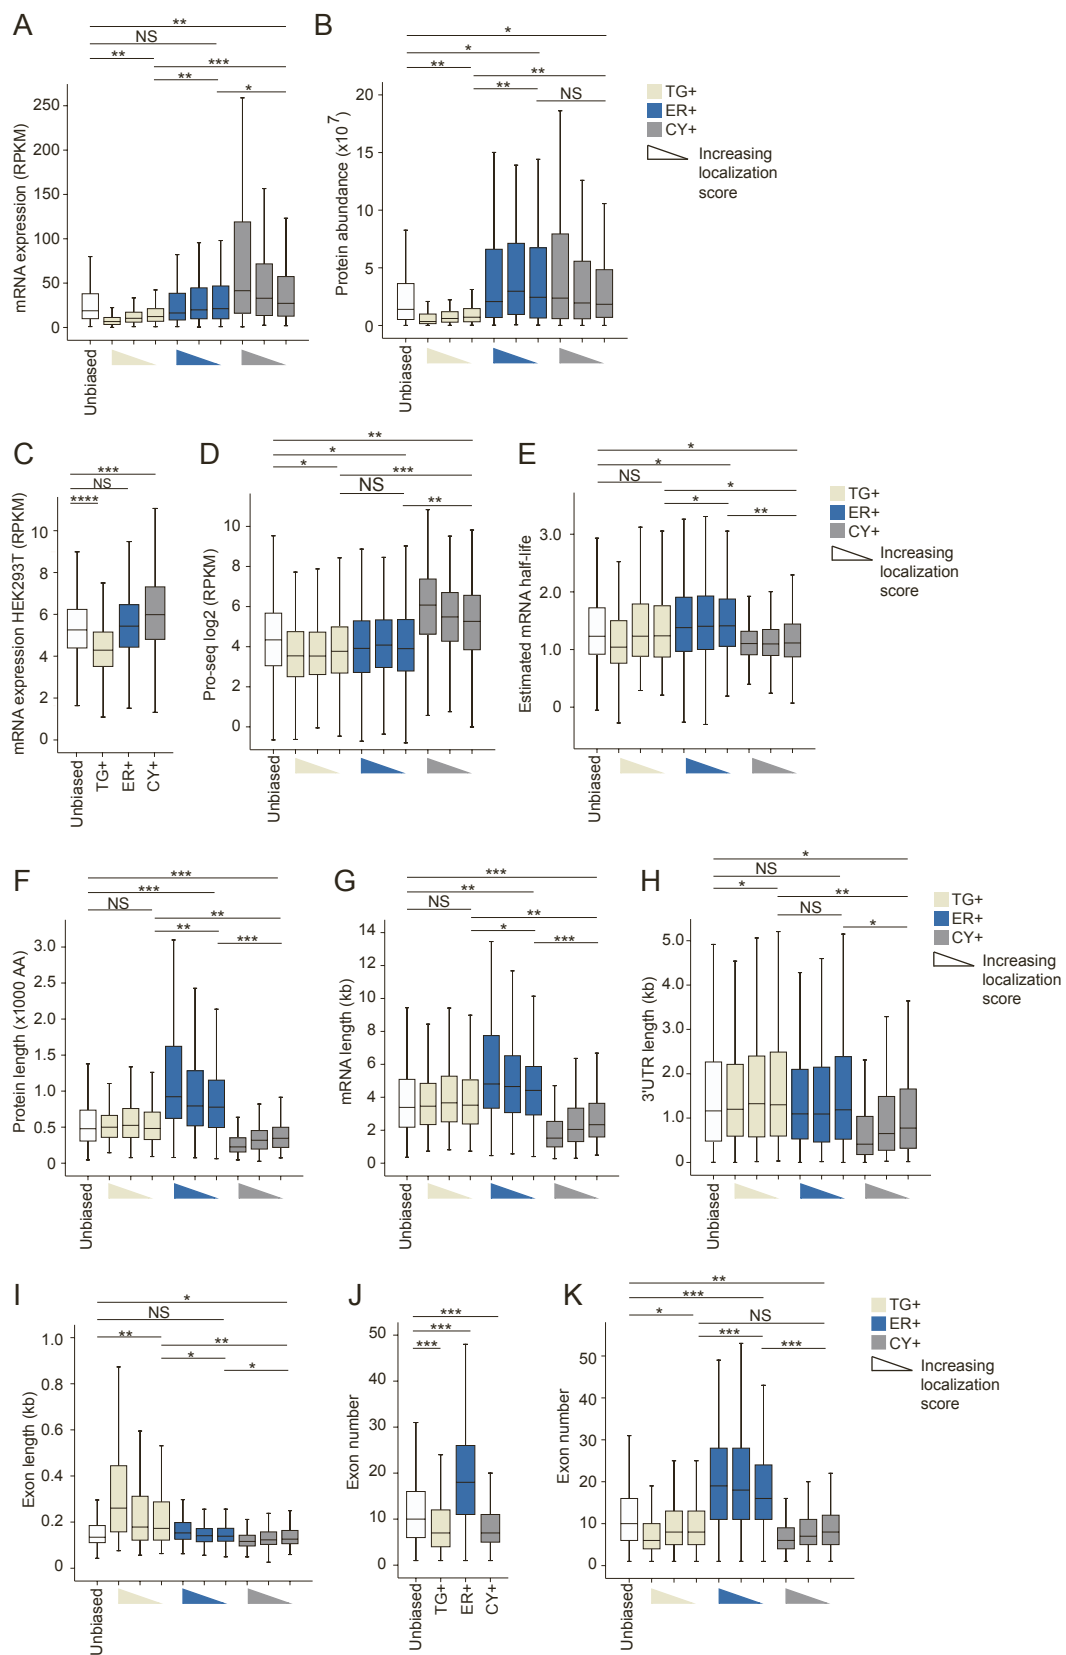 A
**
NS
**
***
**
*
mRNA expression (RPKM)
250
200
150
100
50
0
Unbiased
B
*
*
**
**
**
NS
Protein abundance (x10⁷)
20
15
10
5
0
Unbiased
TG+
ER+
CY+
Increasing
localization
score
C
***
NS
****
mRNA expression HEK293T (RPKM)
10
8
6
4
2
0
Unbiased
TG+
ER+
CY+
D
**
*
*
***
NS
**
Pro-seq log2 (RPKM)
10
8
6
4
2
0
Unbiased
E
*
*
NS
*
*
**
Estimated mRNA half-life
3.0
2.0
1.0
0
Unbiased
TG+
ER+
CY+
Increasing
localization
score
F
***
***
NS
**
**
***
Protein length (x1000 AA)
3.0
2.5
2.0
1.5
1.0
0.5
0
Unbiased
G
***
**
NS
**
*
***
mRNA length (kb)
14
12
10
8
6
4
2
0
Unbiased
H
*
NS
*
**
NS
*
3'UTR length (kb)
5.0
4.0
3.0
2.0
1.0
0
Unbiased
TG+
ER+
CY+
Increasing
localization
score
I
*
NS
**
**
*
*
Exon length (kb)
1.0
0.8
0.6
0.4
0.2
0
Unbiased
J
***
***
***
Exon number
50
40
30
20
10
0
Unbiased
TG+
ER+
CY+
K
**
***
*
NS
***
***
Exon number
50
40
30
20
10
0
Unbiased
TG+
ER+
CY+
Increasing
localization
score